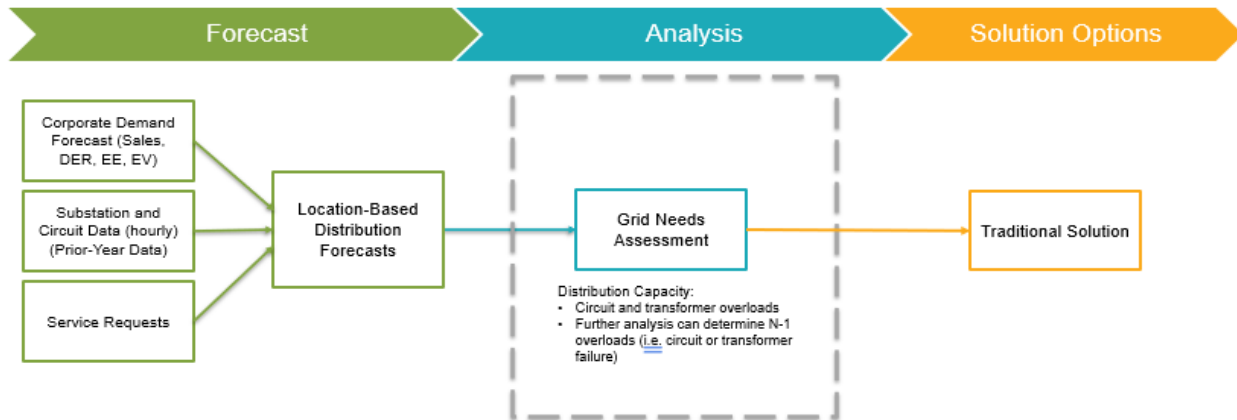 Forecast
Analysis
Solution Options
Corporate Demand
Forecast (Sales,
DER, EE, EV)
Substation and
Circuit Data (hourly)
(Prior-Year Data)
Service Requests
Location-Based
Distribution
Forecasts
Grid Needs
Assessment
Distribution Capacity:
• Circuit and transformer overloads
• Further analysis can determine N-1
overloads (i.e. circuit or transformer
failure)
Traditional Solution